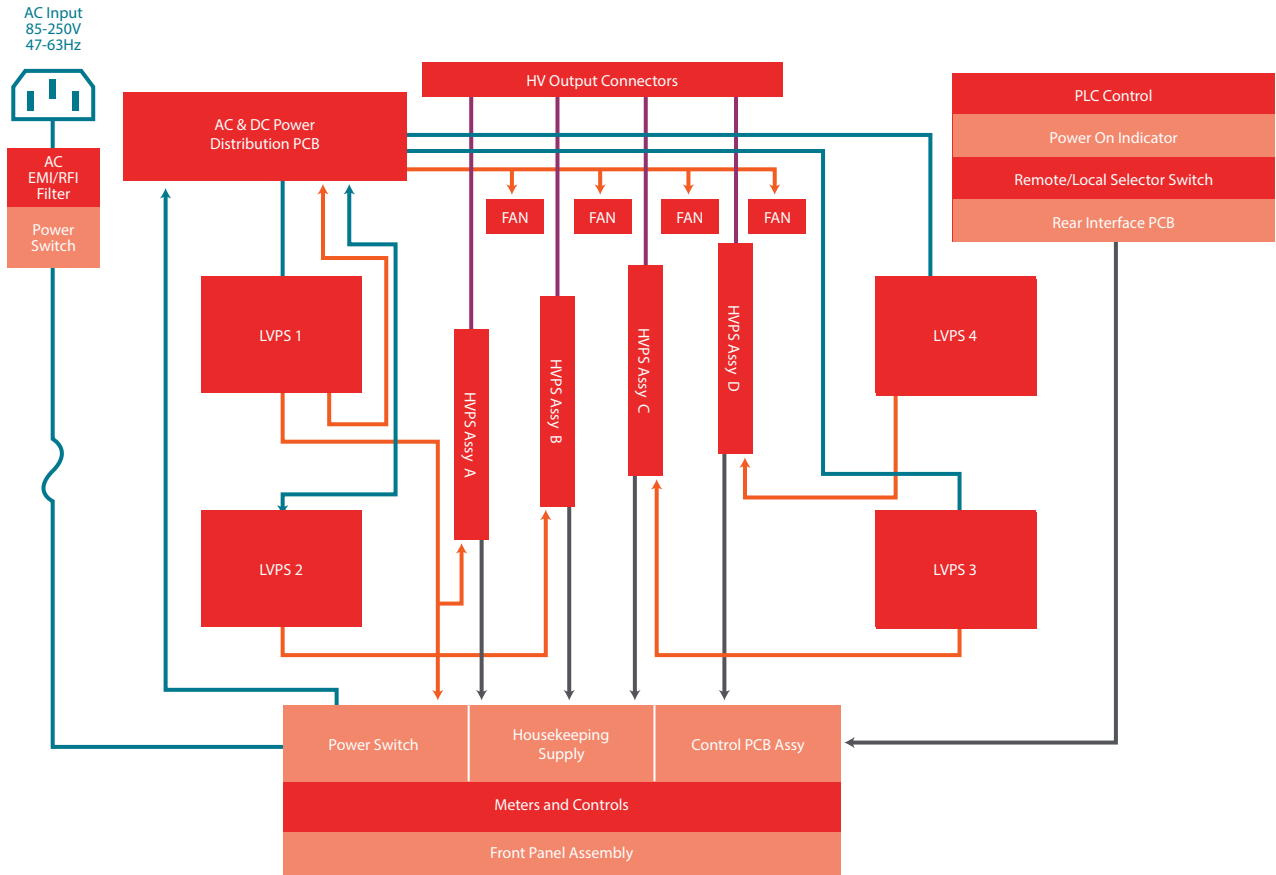 AC Input
85-250V
47-63Hz
AC
EMI/RFI
Filter
Power
Switch
AC & DC Power
Distribution PCB
HV Output Connectors
PLC Control
Power On Indicator
Remote/Local Selector Switch
Rear Interface PCB
FAN
FAN
FAN
FAN
LVPS 1
HVPS Assy A
HVPS Assy B
HVPS Assy C
HVPS Assy D
LVPS 4
LVPS 2
LVPS 3
Power Switch
Housekeeping
Supply
Control PCB Assy
Meters and Controls
Front Panel Assembly